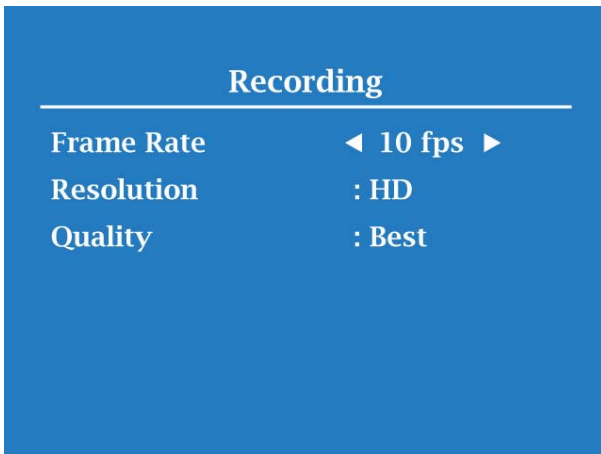 Recording
Frame Rate ◀ 10 fps ▶
Resolution : HD
Quality : Best